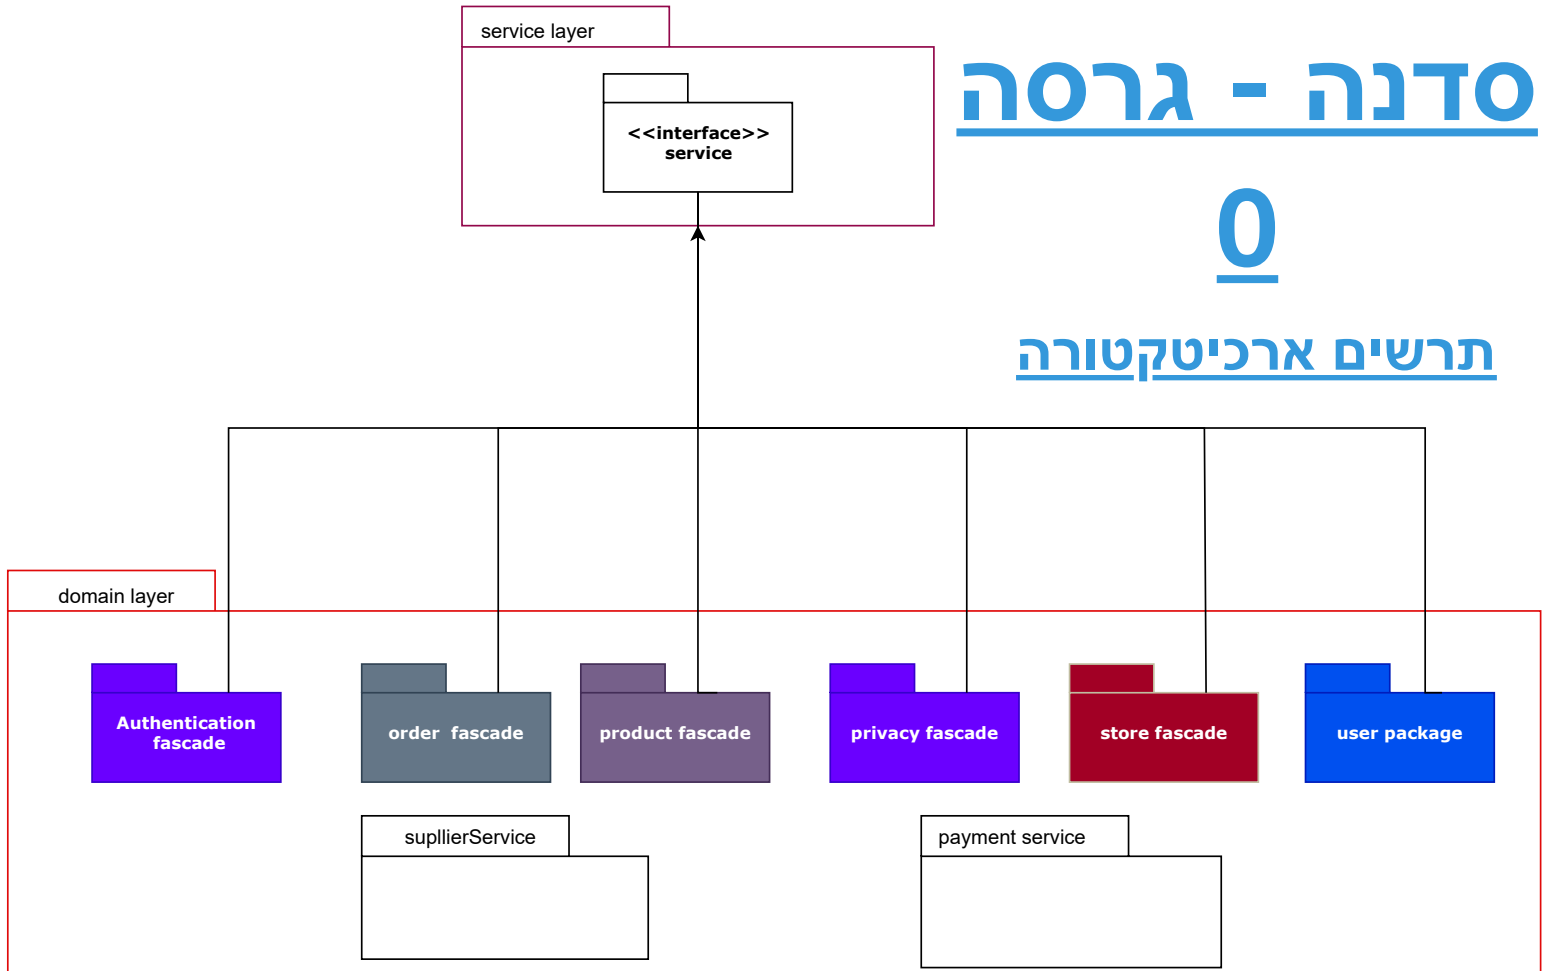 service layer
<<interface>>
service
סדנה - גרסה
0
תרשים ארכיטקטורה
domain layer
Authentication
fascade
order  fascade
product fascade
privacy fascade
store fascade
user package
supllierService
payment service